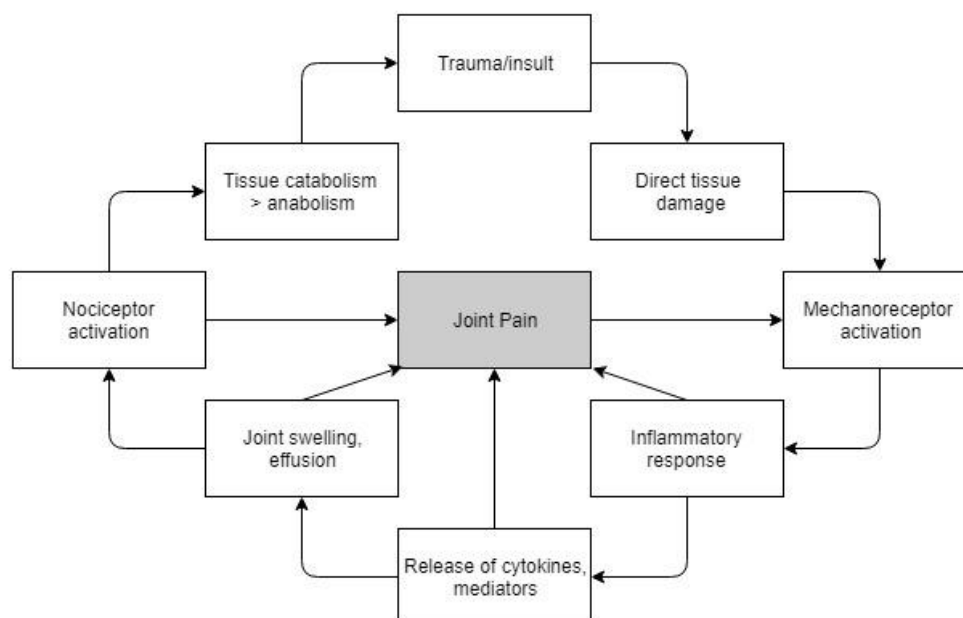 Trauma/insult
Tissue catabolism
> anabolism
Direct tissue
damage
Nociceptor
activation
Joint Pain
Mechanoreceptor
activation
Joint swelling,
effusion
Inflammatory
response
Release of cytokines,
mediators